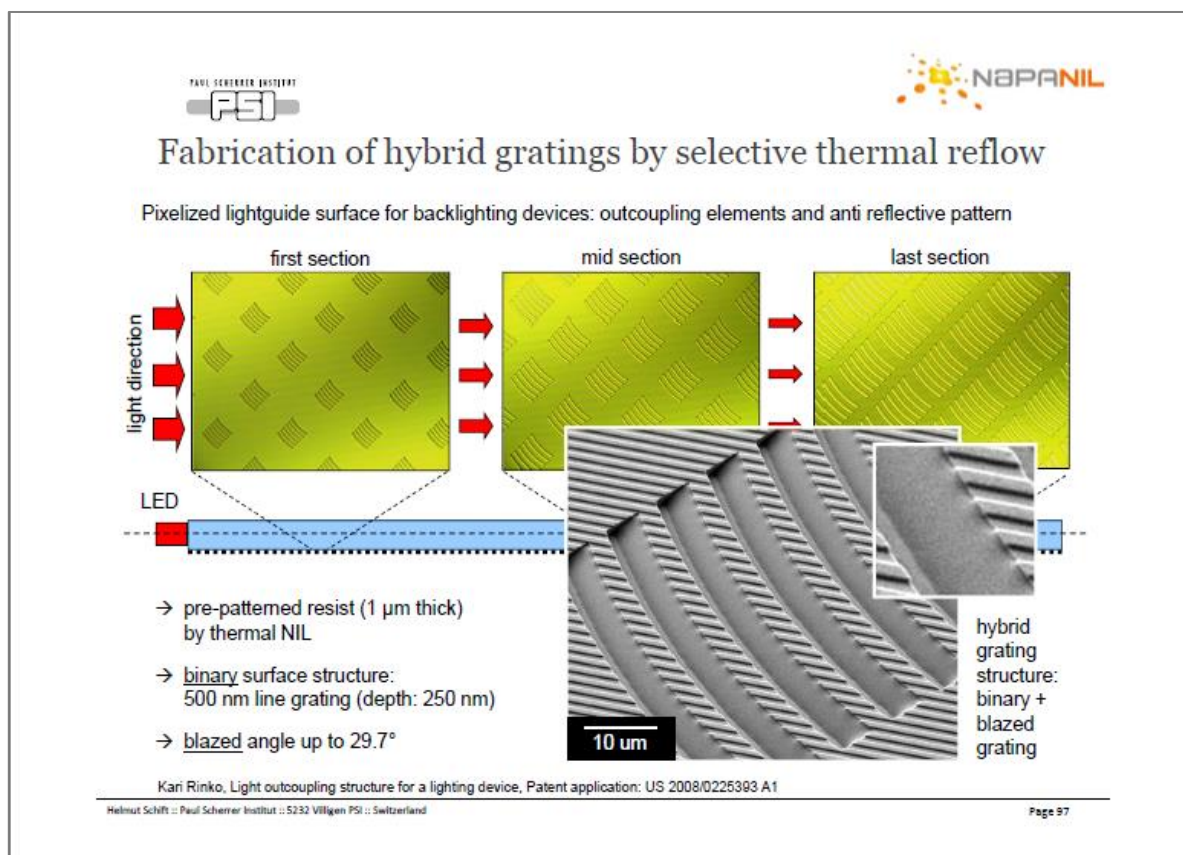 PAUL SCHERRER INSTITUT
PSI
NAPANIL
Fabrication of hybrid gratings by selective thermal reflow
Pixelized lightguide surface for backlighting devices: outcoupling elements and anti reflective pattern
first section
mid section
last section
light direction
LED
→ pre-patterned resist (1 µm thick)
by thermal NIL
→ binary surface structure:
500 nm line grating (depth: 250 nm)
→ blazed angle up to 29.7°
10 um
hybrid
grating
structure:
binary +
blazed
grating
Kari Rinko, Light outcoupling structure for a lighting device, Patent application: US 2008/0225393 A1
Helmut Schift :: Paul Scherrer Institut :: 5232 Villigen PSI :: Switzerland
Page 97